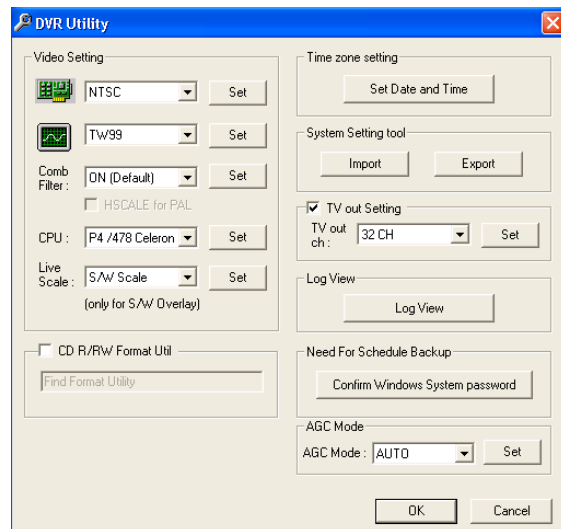 DVR Utility
Video Setting
NTSC Set
TW99 Set
Comb Filter : ON (Default) Set
HSCALE for PAL
CPU : P4 /478 Celeron Set
Live Scale : S/W Scale Set
(only for S/W Overlay)
CD R/RW Format Util
Find Format Utility
Time zone setting
Set Date and Time
System Setting tool
Import Export
TV out Setting
TV out ch : 32 CH Set
Log View
Log View
Need For Schedule Backup
Confirm Windows System password
AGC Mode
AGC Mode : AUTO Set
OK Cancel